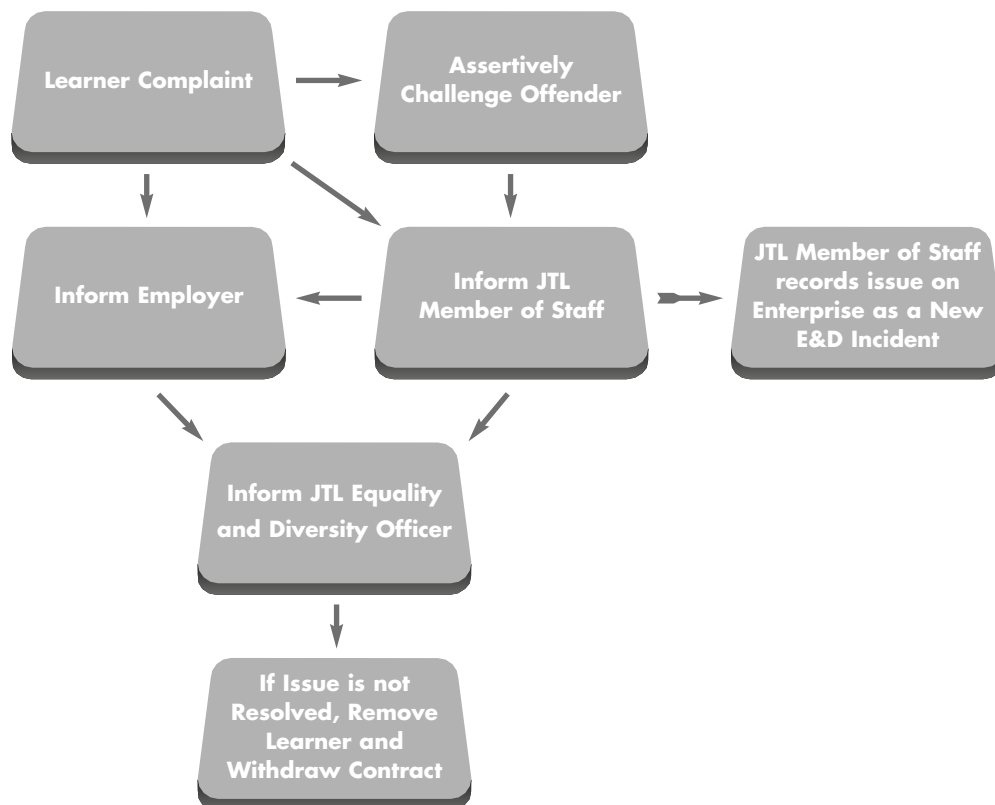 Learner Complaint
Assertively
Challenge Offender
Inform Employer
Inform JTL
Member of Staff
JTL Member of Staff
records issue on
Enterprise as a New
E&D Incident
Inform JTL Equality
and Diversity Officer
If Issue is not
Resolved, Remove
Learner and
Withdraw Contract